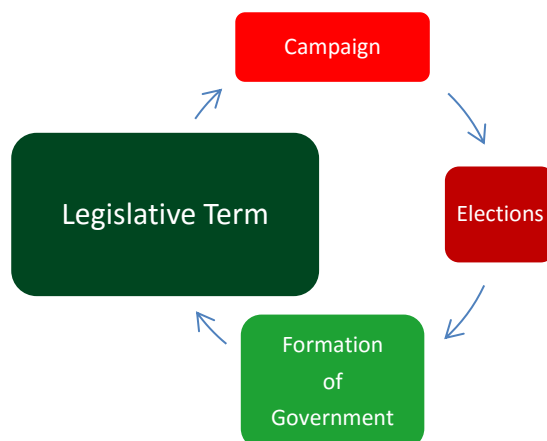 Campaign
Elections
Legislative Term
Formation
of
Government